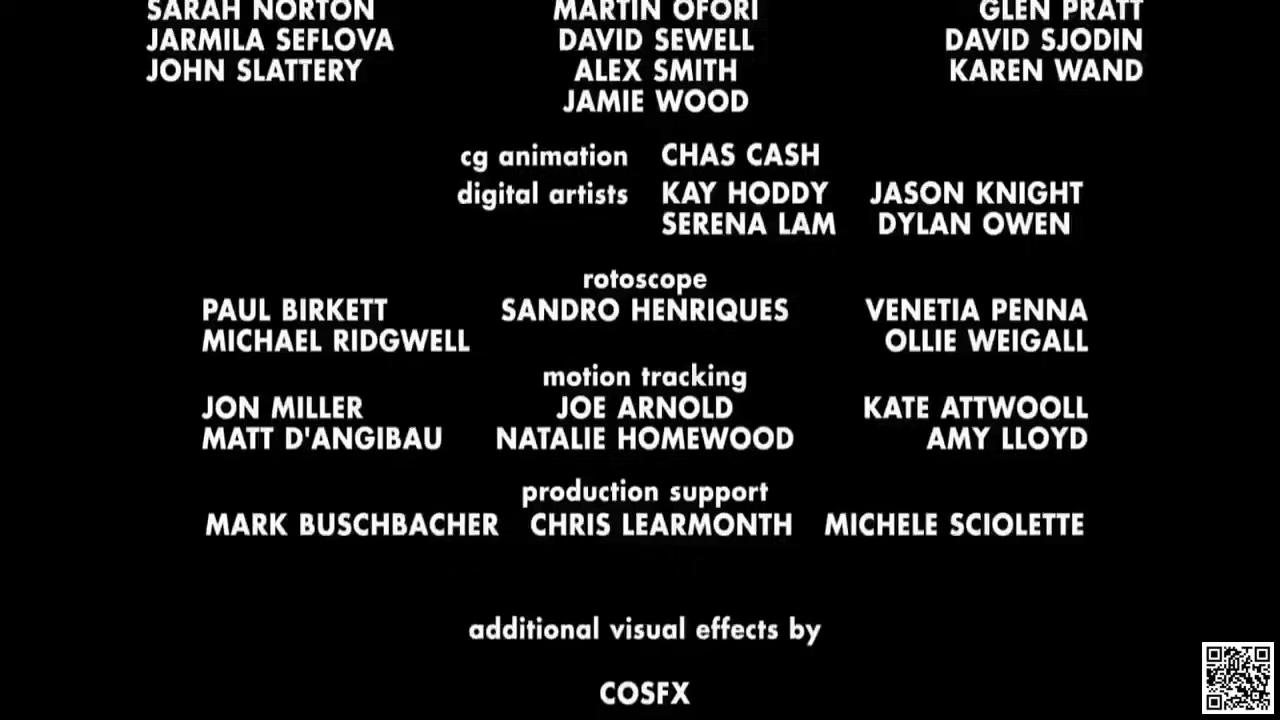 SARAH NORTON MARTIN OFORI GLEN PRATT
JARMILA SEFLOVA DAVID SEWELL DAVID SJODIN
JOHN SLATTERY ALEX SMITH KAREN WAND
JAMIE WOOD
cg animation CHAS CASH
digital artists KAY HODDY JASON KNIGHT
SERENA LAM DYLAN OWEN
rotoscope
PAUL BIRKETT SANDRO HENRIQUES VENETIA PENNA
MICHAEL RIDGWELL OLLIE WEIGALL
motion tracking
JON MILLER JOE ARNOLD KATE ATTWOOLL
MATT D'ANGIBAU NATALIE HOMEWOOD AMY LLOYD
production support
MARK BUSCHBACHER CHRIS LEARMONTH MICHELE SCIOLETTE
additional visual effects by
COSFX